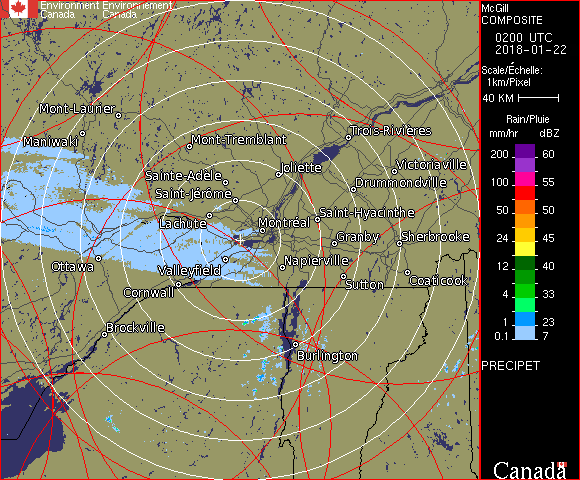 Environment Environnement
Canada Canada
McGill
COMPOSITE
0200 UTC
2018-01-22
Scale/Échelle:
1km/Pixel
40 KM
Rain/Pluie
mm/hr dBZ
200 60
100 55
50 50
24 45
12 40
4 33
1 23
0.1 7
PRECIPET
Canada
Mont-Laurier
Maniwaki
Mont-Tremblant
Trois-Rivières
Joliette
Victoriaville
Sainte-Adèle
Drummondville
Saint-Jérôme
Saint-Hyacinthe
Lachute
Montréal
Granby
Sherbrooke
Ottawa
Valleyfield
Napierville
Cornwall
Sutton
Coaticook
Brockville
Burlington